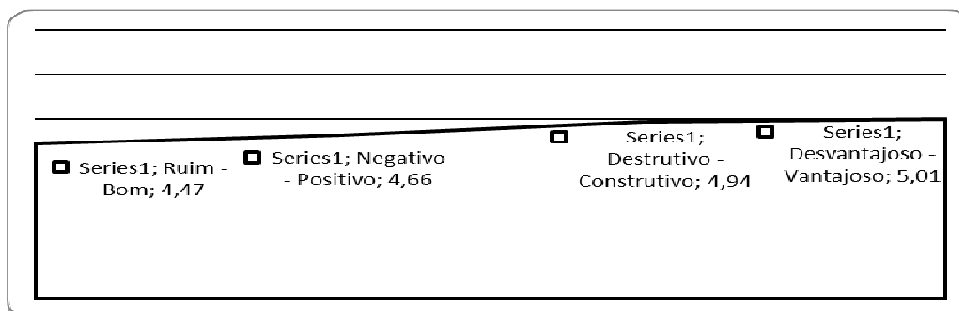 Series1; Ruim -
Bom; 4,47
Series1; Negativo
- Positivo; 4,66
Series1;
Destrutivo -
Construtivo; 4,94
Series1;
Desvantajoso -
Vantajoso; 5,01